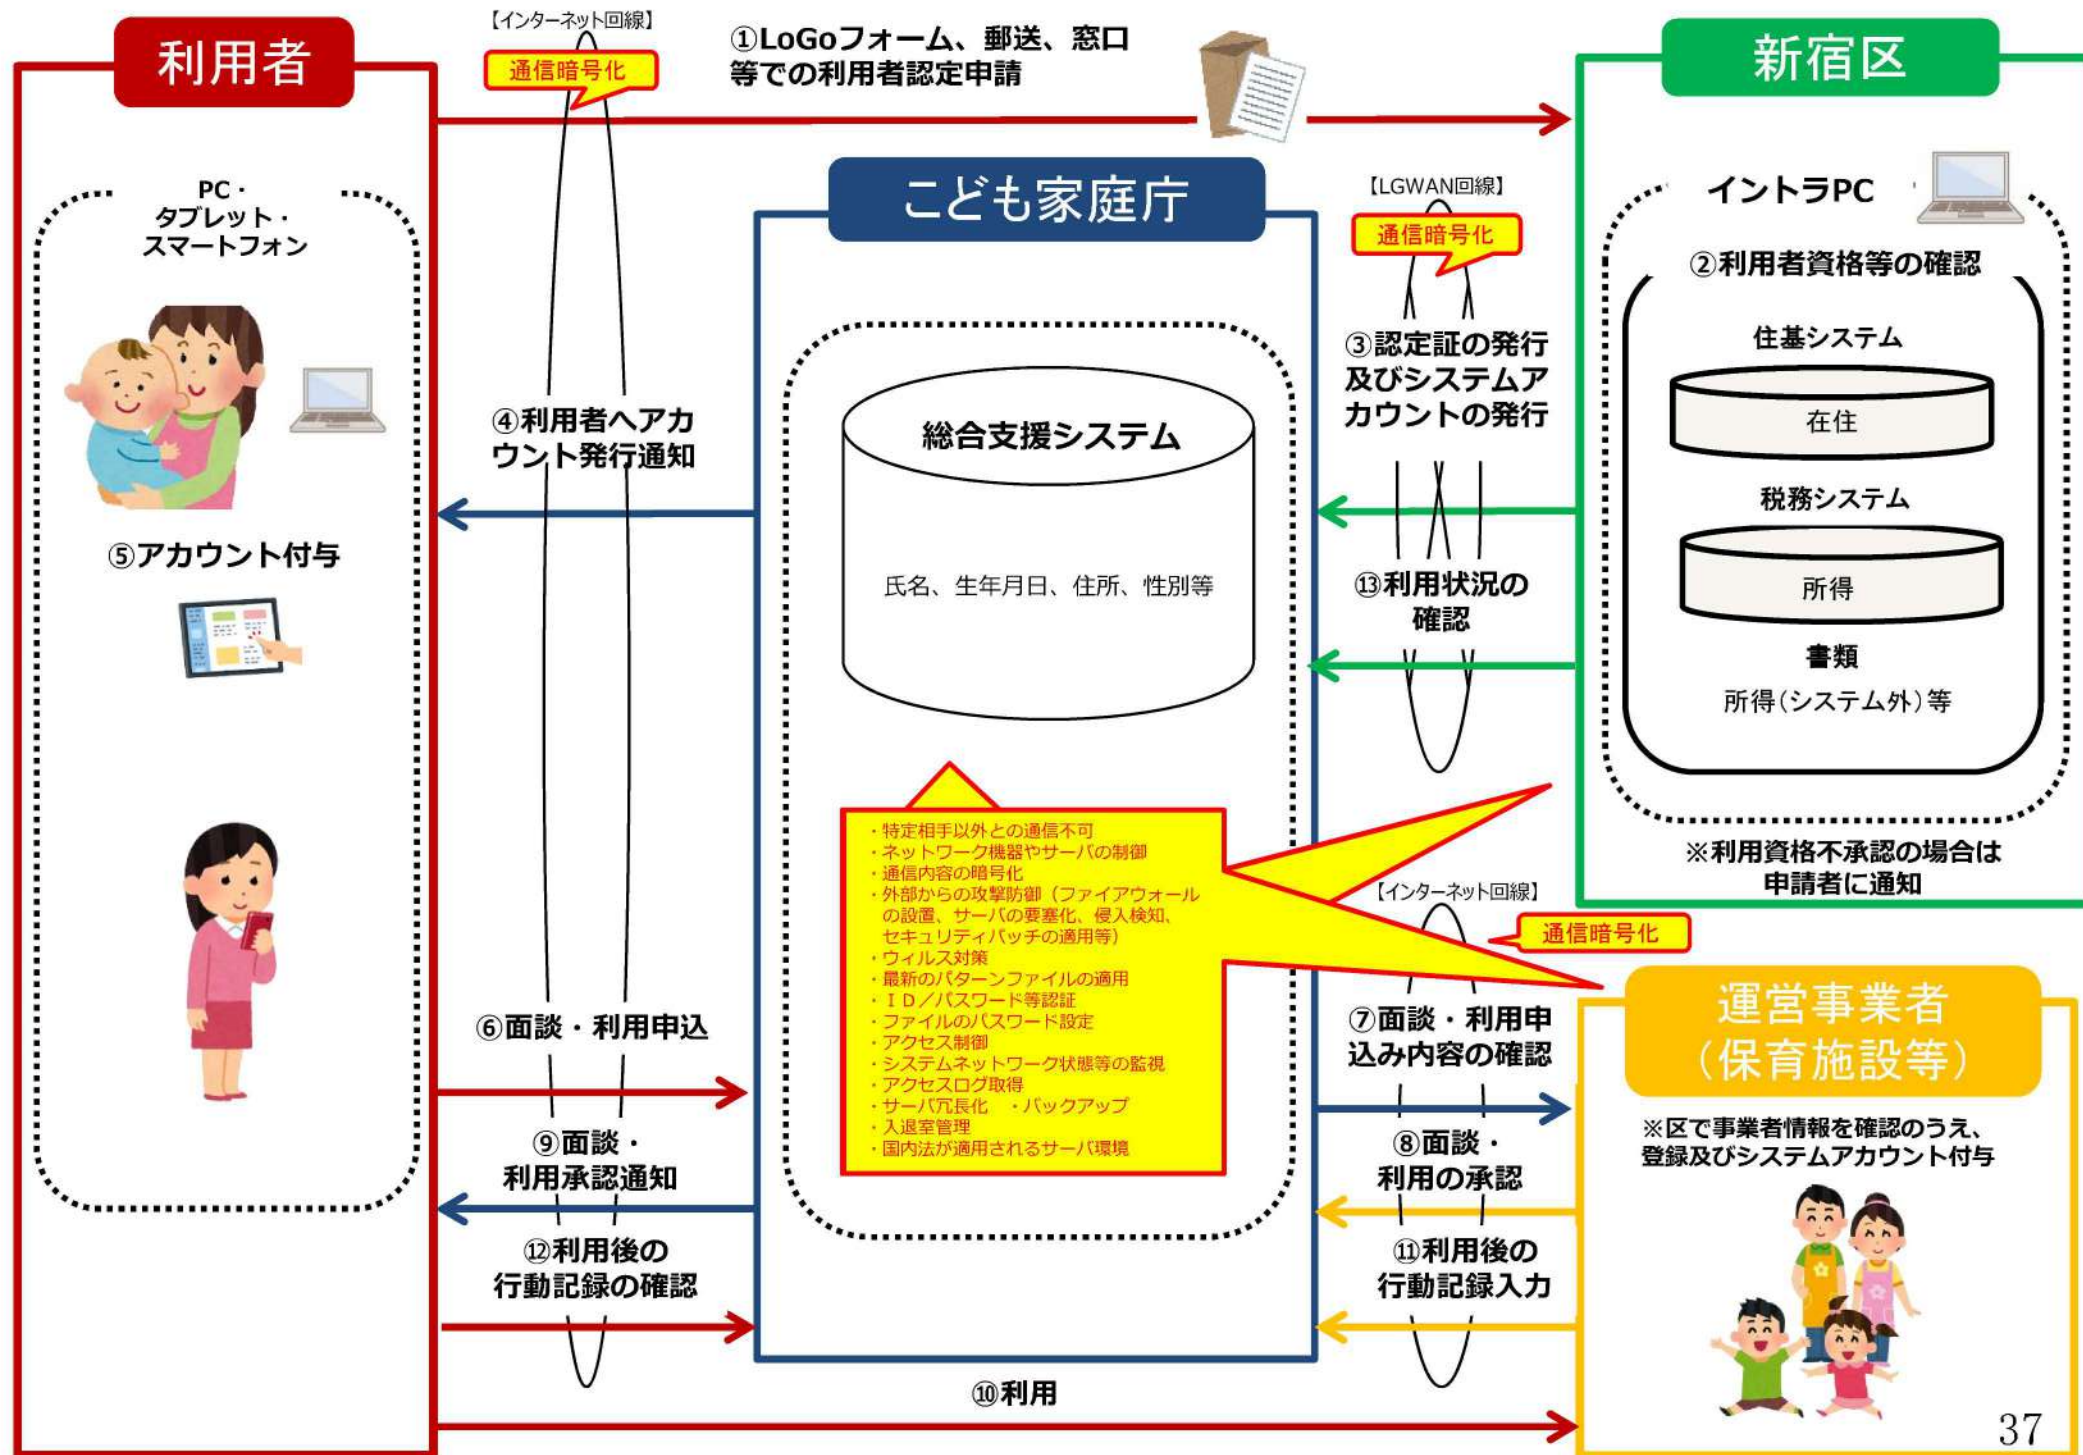 利用者
PC・
タブレット・
スマートフォン
⑤アカウント付与
【インターネット回線】
通信暗号化
①LoGoフォーム、郵送、窓口
等での利用者認定申請
④利用者へアカ
ウント発行通知
⑥面談・利用申込
⑨面談・
利用承認通知
⑫利用後の
行動記録の確認
こども家庭庁
総合支援システム
氏名、生年月日、住所、性別等
・特定相手以外との通信不可
・ネットワーク機器やサーバの制御
・通信内容の暗号化
・外部からの攻撃防御（ファイアウォール
の設置、サーバの要塞化、侵入検知、
セキュリティパッチの適用等）
・ウィルス対策
・最新のパターンファイルの適用
・ＩＤ／パスワード等認証
・ファイルのパスワード設定
・アクセス制御
・システムネットワーク状態等の監視
・アクセスログ取得
・サーバ冗長化　・バックアップ
・入退室管理
・国内法が適用されるサーバ環境
⑩利用
【LGWAN回線】
通信暗号化
③認定証の発行
及びシステムア
カウントの発行
⑬利用状況の
確認
【インターネット回線】
通信暗号化
⑦面談・利用申
込み内容の確認
⑧面談・
利用の承認
⑪利用後の
行動記録入力
新宿区
イントラPC
②利用者資格等の確認
住基システム
在住
税務システム
所得
書類
所得（システム外）等
※利用資格不承認の場合は
申請者に通知
運営事業者
（保育施設等）
※区で事業者情報を確認のうえ、
登録及びシステムアカウント付与
37